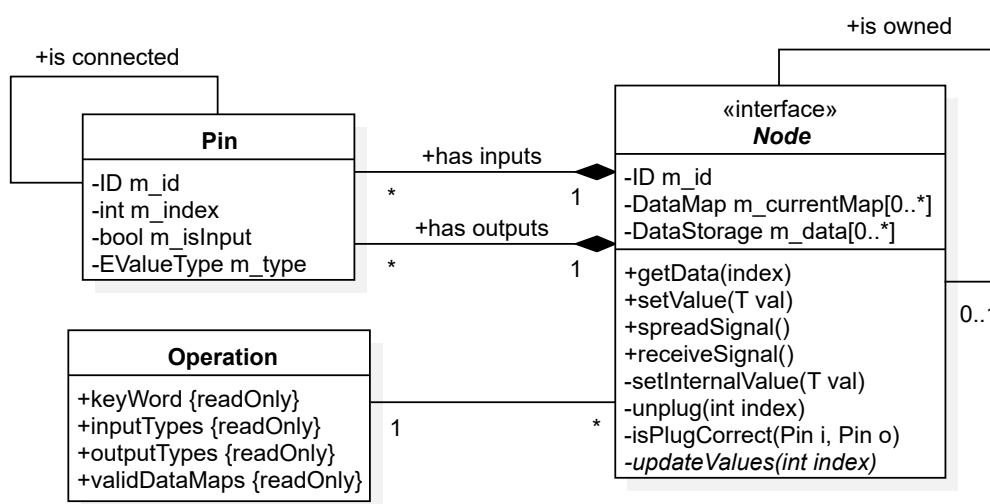 +is owned
+is connected
«interface»
Node
Pin
+has inputs
* 1
-ID m_id
-int m_index
-bool m_isInput
-EValueType m_type
+has outputs
* 1
-ID m_id
-DataMap m_currentMap[0..*]
-DataStorage m_data[0..*]
+getData(index)
+setValue(T val)
+spreadSignal()
+receiveSignal()
-setInternalValue(T val)
-unplug(int index)
-isPlugCorrect(Pin i, Pin o)
-updateValues(int index)
0..1
Operation
+keyWord {readOnly}
+inputTypes {readOnly}
+outputTypes {readOnly}
+validDataMaps {readOnly}
1 *